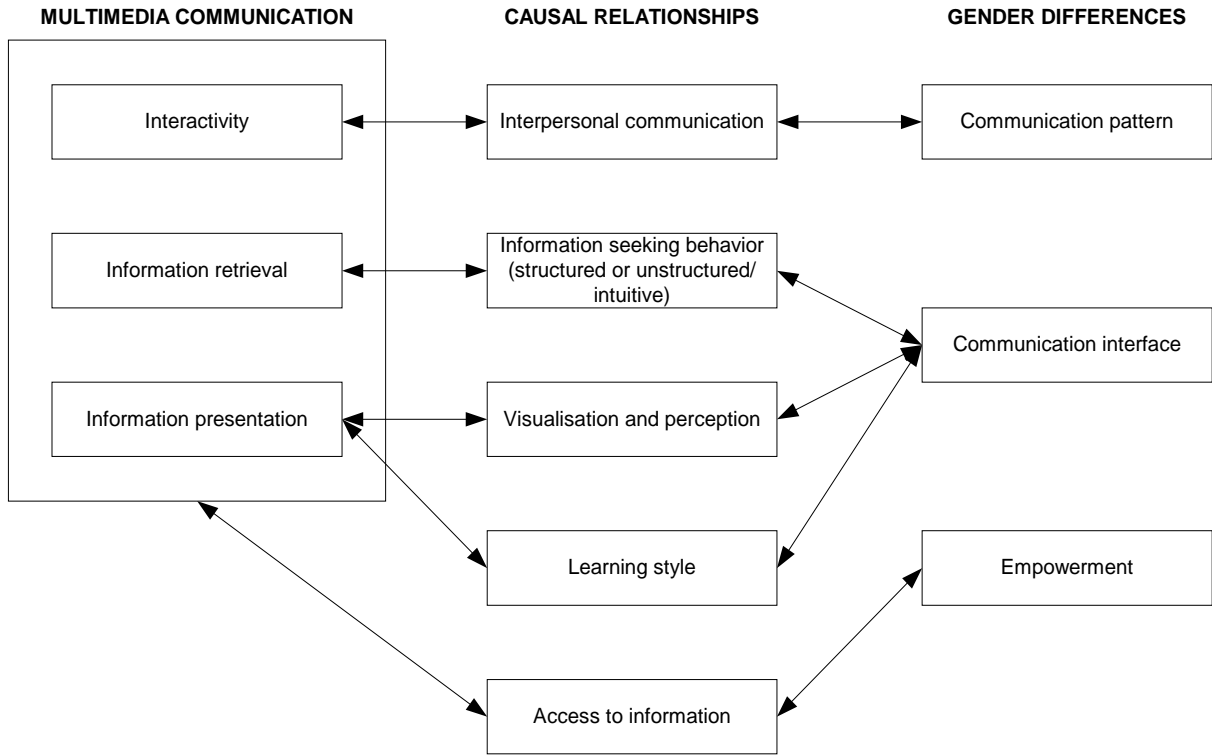 MULTIMEDIA COMMUNICATION
CAUSAL RELATIONSHIPS
GENDER DIFFERENCES
Interactivity
Interpersonal communication
Communication pattern
Information retrieval
Information seeking behavior
(structured or unstructured/
intuitive)
Communication interface
Information presentation
Visualisation and perception
Learning style
Empowerment
Access to information